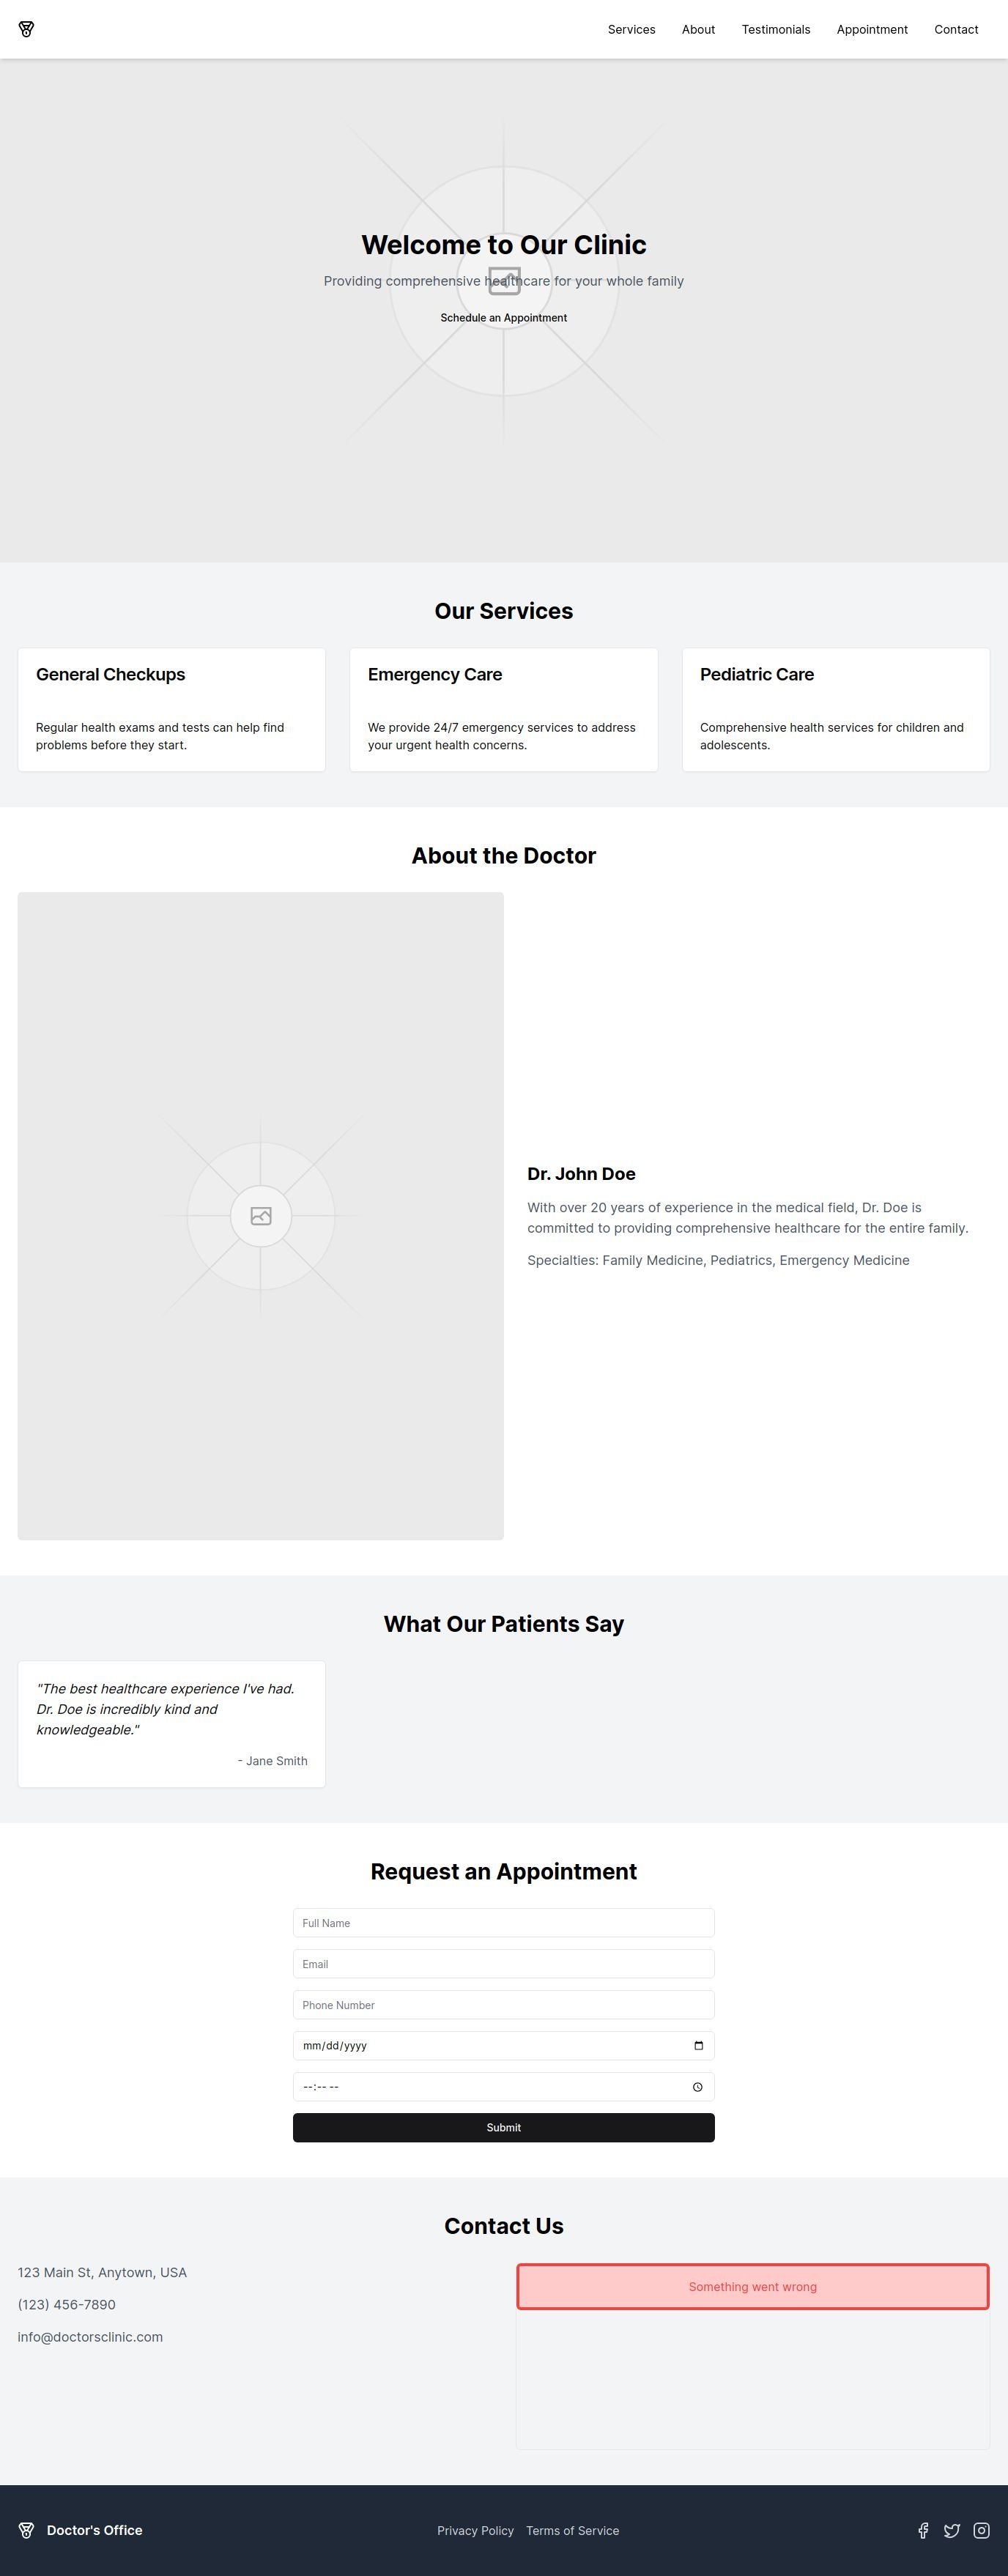 Services About Testimonials Appointment Contact
Welcome to Our Clinic
Providing comprehensive healthcare for your whole family
Schedule an Appointment
Our Services
General Checkups
Regular health exams and tests can help find
problems before they start.
Emergency Care
We provide 24/7 emergency services to address
your urgent health concerns.
Pediatric Care
Comprehensive health services for children and
adolescents.
About the Doctor
Dr. John Doe
With over 20 years of experience in the medical field, Dr. Doe is
committed to providing comprehensive healthcare for the entire family.
Specialties: Family Medicine, Pediatrics, Emergency Medicine
What Our Patients Say
"The best healthcare experience I've had.
Dr. Doe is incredibly kind and
knowledgeable."
- Jane Smith
Request an Appointment
Full Name
Email
Phone Number
mm/dd/yyyy
--:-- --
Submit
Contact Us
123 Main St, Anytown, USA
(123) 456-7890
info@doctorsclinic.com
Something went wrong
Doctor's Office
Privacy Policy Terms of Service